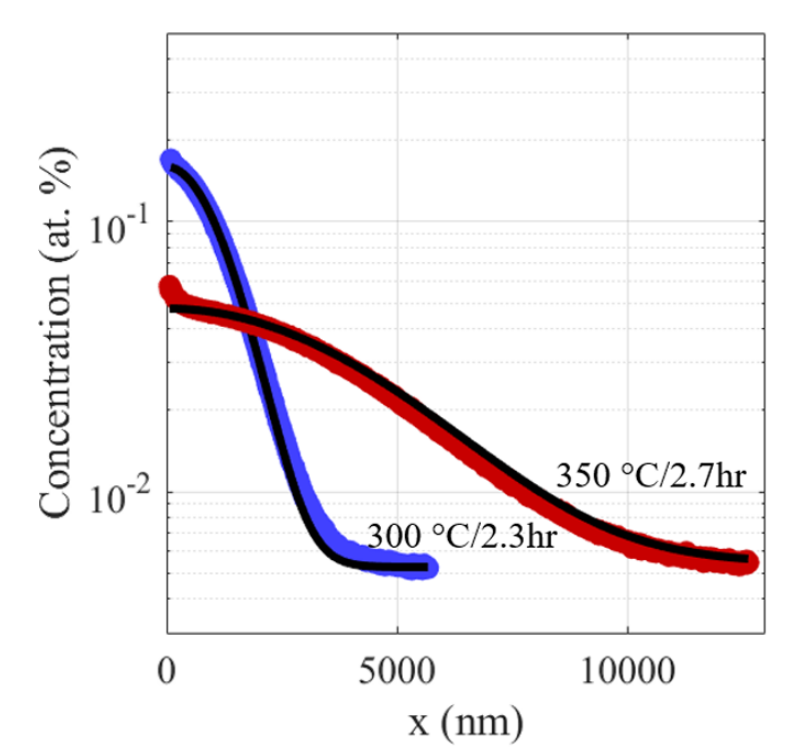 Concentration (at. %)
10-1
10-2
350 °C/2.7hr
300 °C/2.3hr
0
5000
10000
x (nm)